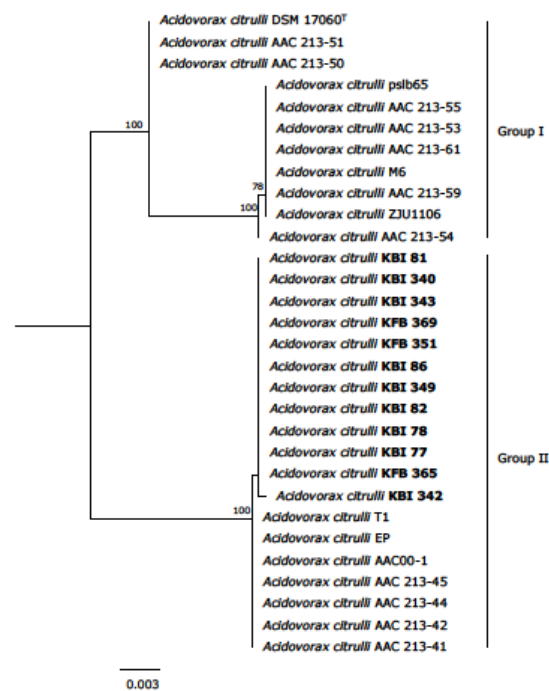 Acidovorax citrulli DSM 17060ᵀ
Acidovorax citrulli AAC 213-51
Acidovorax citrulli AAC 213-50
Acidovorax citrulli pslb65
Acidovorax citrulli AAC 213-55
Acidovorax citrulli AAC 213-53
100
Group I
Acidovorax citrulli AAC 213-61
Acidovorax citrulli M6
78
Acidovorax citrulli AAC 213-59
100
Acidovorax citrulli ZJU1106
Acidovorax citrulli AAC 213-54
Acidovorax citrulli KBI 81
Acidovorax citrulli KBI 340
Acidovorax citrulli KBI 343
Acidovorax citrulli KFB 369
Acidovorax citrulli KFB 351
Acidovorax citrulli KBI 86
Acidovorax citrulli KBI 349
Acidovorax citrulli KBI 82
Acidovorax citrulli KBI 78
Acidovorax citrulli KBI 77
Group II
Acidovorax citrulli KFB 365
Acidovorax citrulli KBI 342
100
Acidovorax citrulli T1
Acidovorax citrulli EP
Acidovorax citrulli AAC00-1
Acidovorax citrulli AAC 213-45
Acidovorax citrulli AAC 213-44
Acidovorax citrulli AAC 213-42
Acidovorax citrulli AAC 213-41
0.003